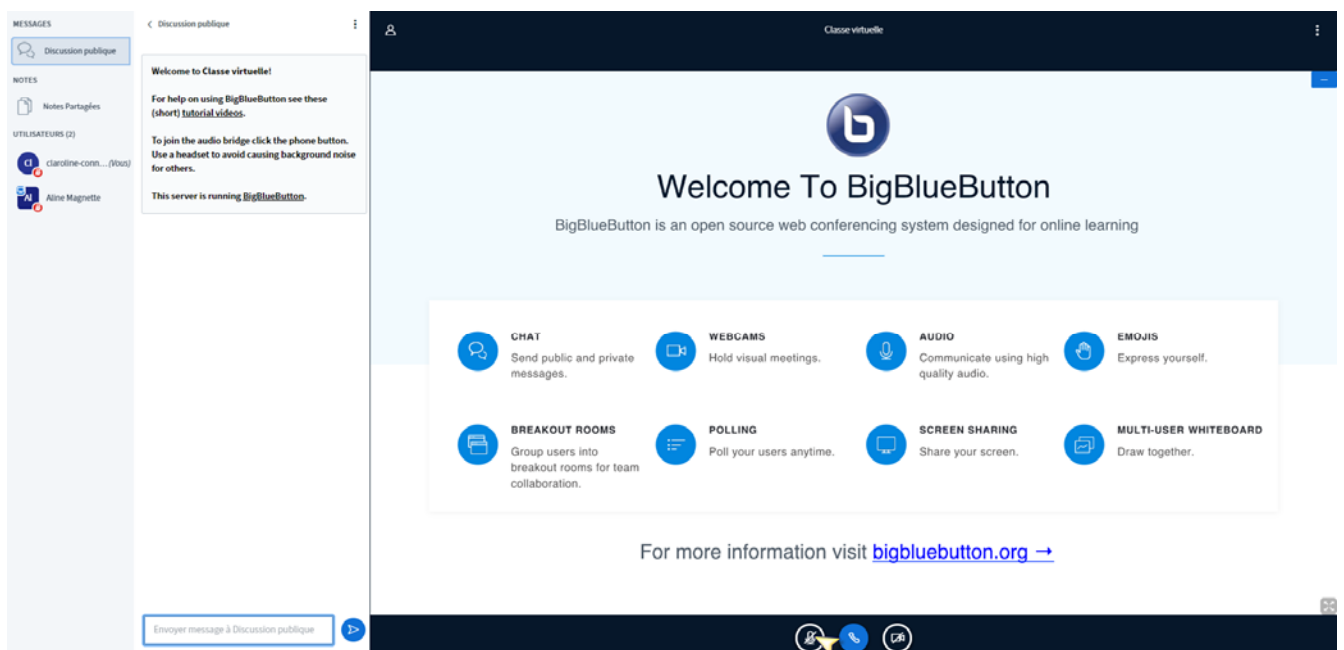 MESSAGES
Discussion publique
NOTES
Notes Partagées
UTILISATEURS (2)
CI
claroline-conn... (Vous)
Al
Aline Magnette
Discussion publique
Welcome to Classe virtuelle!
For help on using BigBlueButton see these
(short) tutorial videos.
To join the audio bridge click the phone button.
Use a headset to avoid causing background noise
for others.
This server is running BigBlueButton.
Envoyer message à Discussion publique
Classe virtuelle
b
Welcome To BigBlueButton
BigBlueButton is an open source web conferencing system designed for online learning
CHAT
Send public and private
messages.
WEBCAMS
Hold visual meetings.
AUDIO
Communicate using high
quality audio.
EMOJIS
Express yourself.
BREAKOUT ROOMS
Group users into
breakout rooms for team
collaboration.
POLLING
Poll your users anytime.
SCREEN SHARING
Share your screen.
MULTI-USER WHITEBOARD
Draw together.
For more information visit bigbluebutton.org →